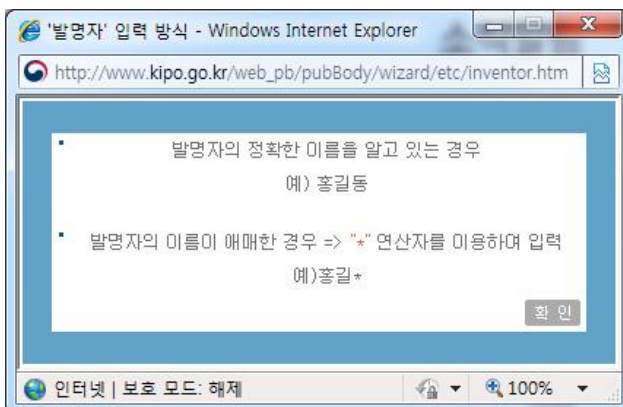 '발명자' 입력 방식 - Windows Internet Explorer
http://www.kipo.go.kr/web_pb/pubBody/wizard/etc/inventor.htm
발명자의 정확한 이름을 알고 있는 경우
예) 홍길동
발명자의 이름이 애매한 경우 => "*" 연산자를 이용하여 입력
예)홍길*
확 인
인터넷 | 보호 모드: 해제
100%